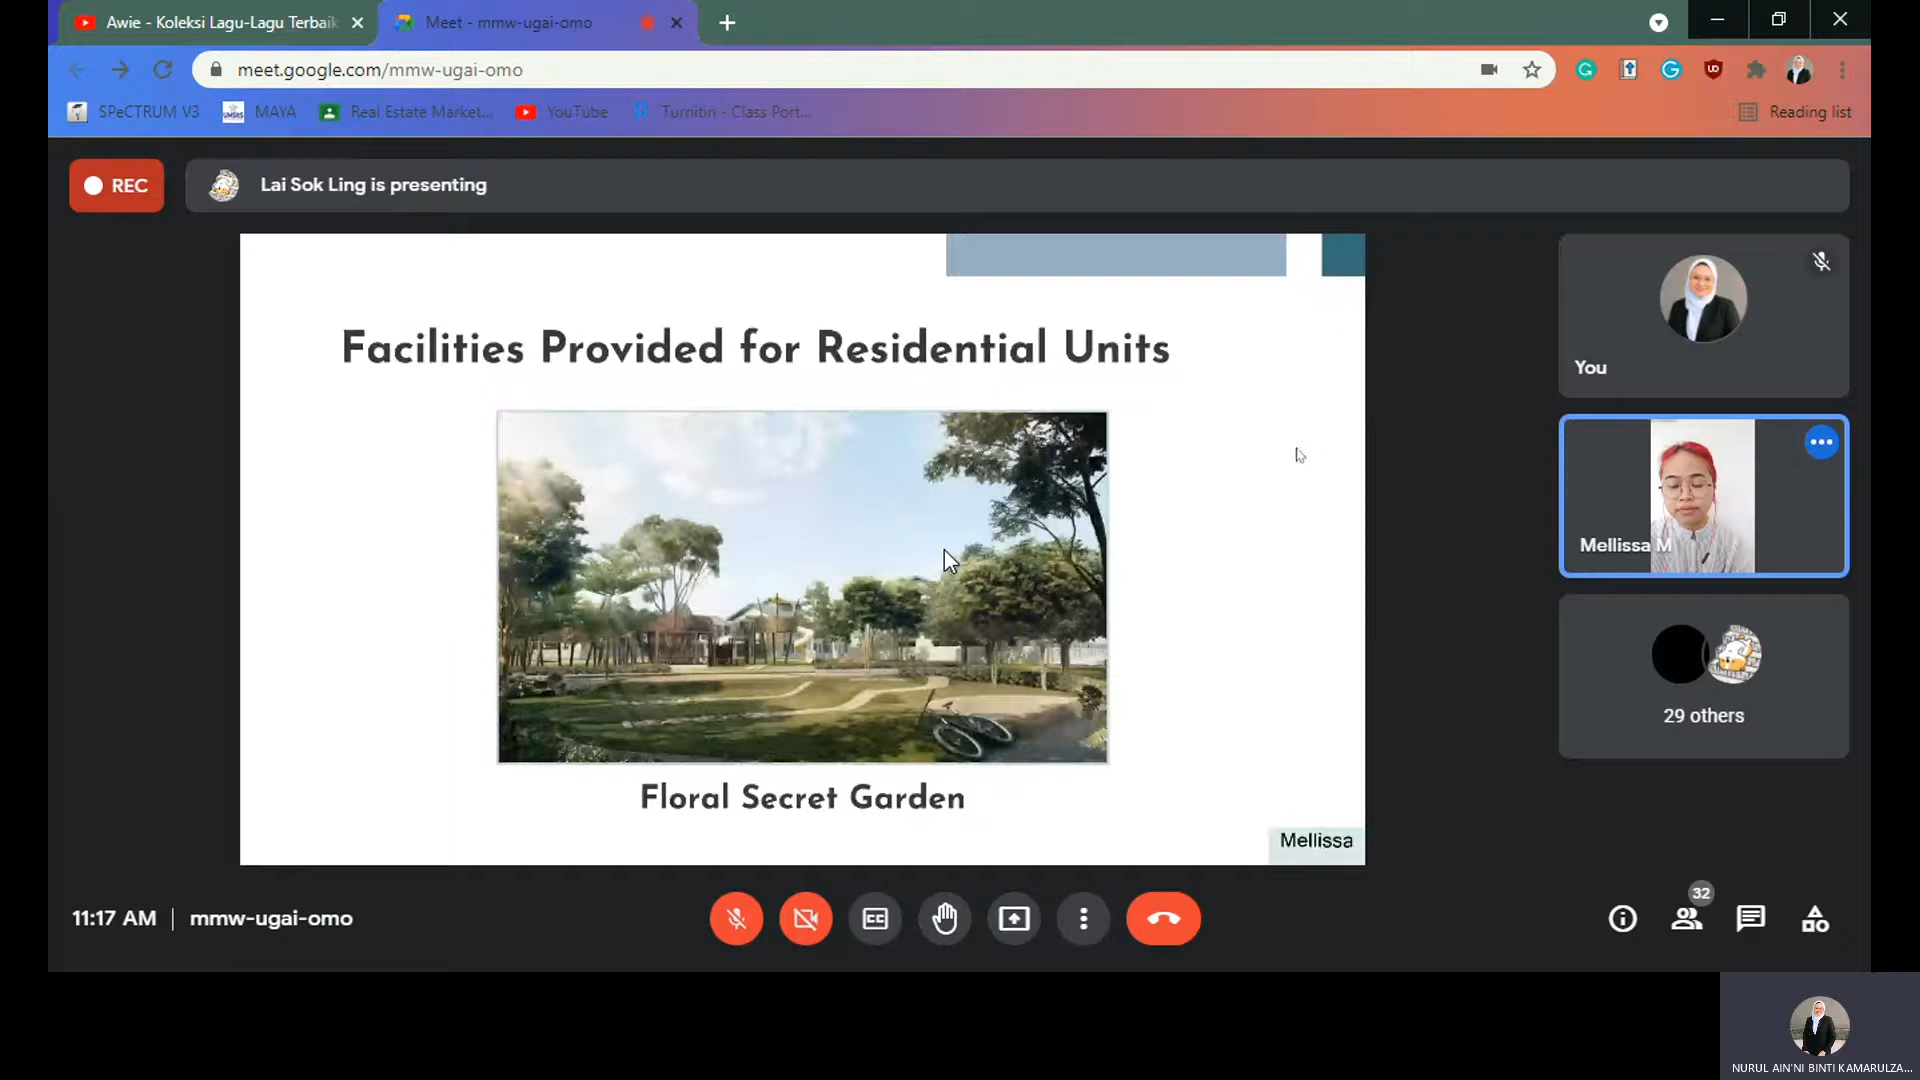 Awie - Koleksi Lagu-Lagu Terbaik
Meet - mmw-ugai-omo
meet.google.com/mmw-ugai-omo
SPeCTRUM V3
MAYA
Real Estate Market...
YouTube
Turnitin - Class Port...
Reading list
REC
Lai Sok Ling is presenting
Facilities Provided for Residential Units
Floral Secret Garden
Mellissa
You
Mellissa M
29 others
11:17 AM | mmw-ugai-omo
CC
32
NURUL AIN'NI BINTI KAMARULZA...